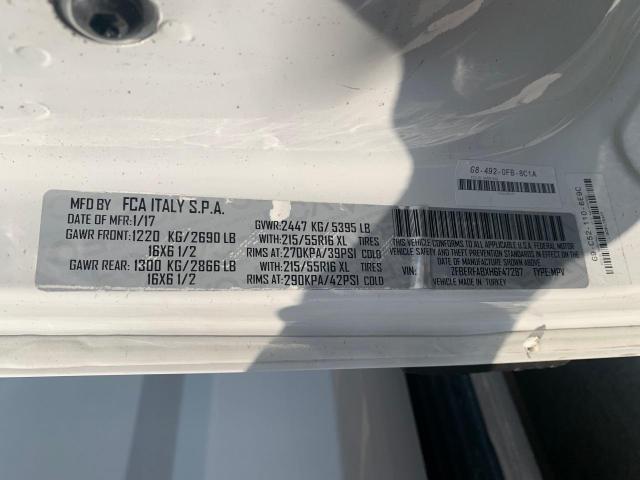 G8-492-0FB-8C1A
MFD BY FCA ITALY S.P.A.
DATE OF MFR:1/17
GAWR FRONT:1220 KG/2690 LB
16X6 1/2
GAWR REAR:1300 KG/2866 LB
16X6 1/2
GVWR:2447 KG/5395 LB
WITH:215/55R16 XL TIRES
RIMS AT:270KPA/39PSI COLD
WITH:215/55R16 XL TIRES
RIMS AT:290KPA/42PSI COLD
THIS VEHICLE CONFORMS TO ALL APPLICABLE U.S.A. FEDERAL MOTOR
VEHICLE SAFETY STANDARDS IN EFFECT ON THE
DATE OF MANUFACTURE SHOWN ABOVE.
VIN: ZFBERFABXH6F47297 TYPE:MPV
VEHICLE MADE IN TURKEY